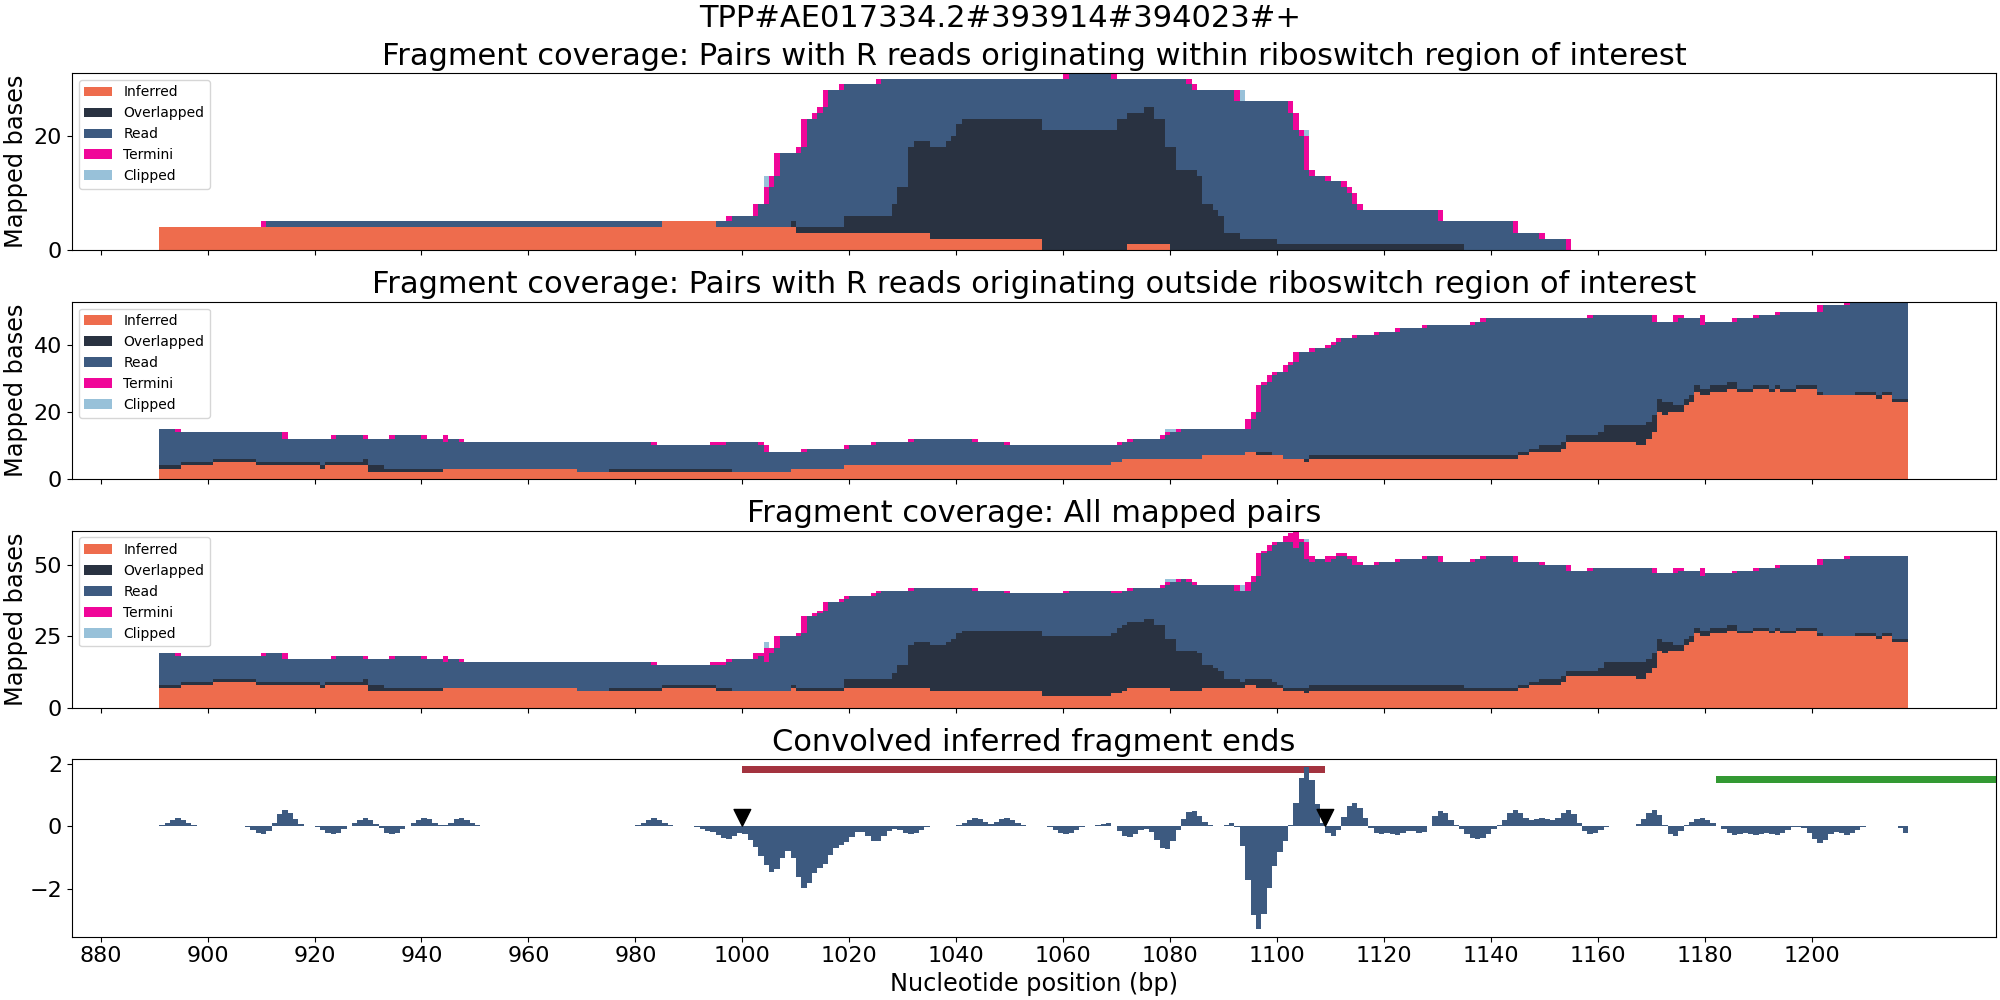 TPP#AE017334.2#393914#394023#+
Fragment coverage: Pairs with R reads originating within riboswitch region of interest
Mapped bases
20
0
Inferred
Overlapped
Read
Termini
Clipped
Fragment coverage: Pairs with R reads originating outside riboswitch region of interest
Mapped bases
40
20
0
Inferred
Overlapped
Read
Termini
Clipped
Fragment coverage: All mapped pairs
Mapped bases
50
25
0
Inferred
Overlapped
Read
Termini
Clipped
Convolved inferred fragment ends
2
0
−2
880 900 920 940 960 980 1000 1020 1040 1060 1080 1100 1120 1140 1160 1180 1200
Nucleotide position (bp)